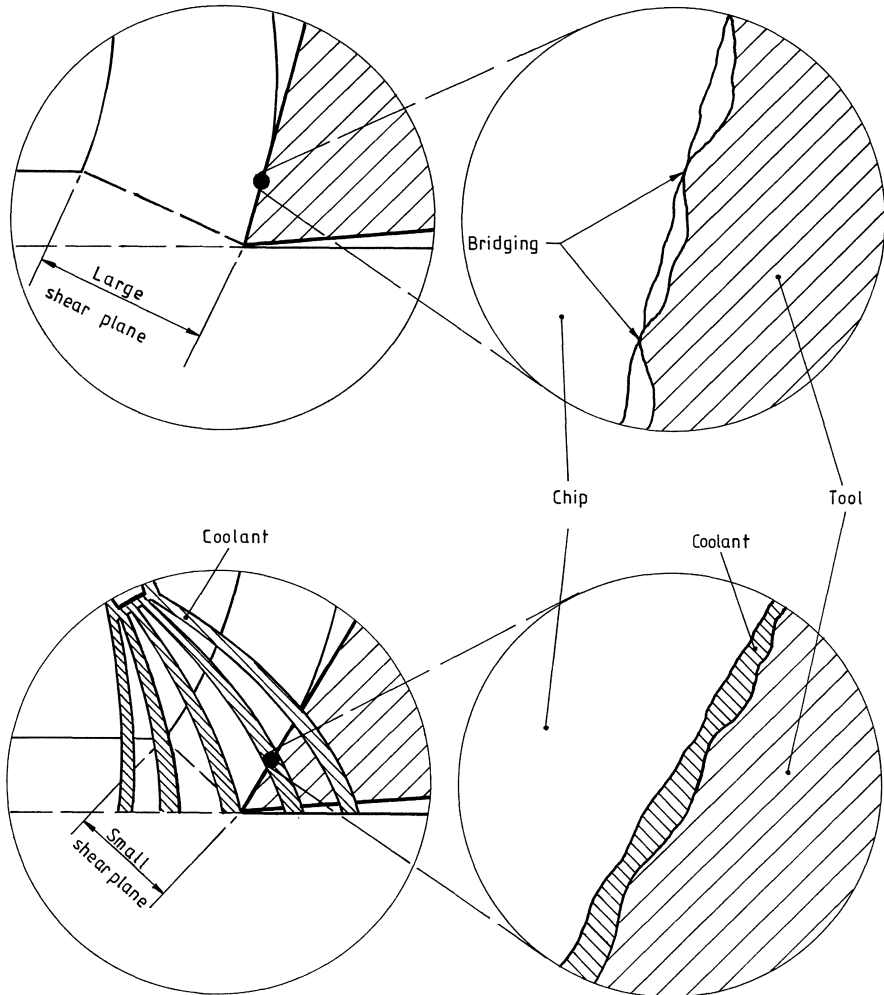 Large
shear plane
Bridging
Chip
Tool
Coolant
Coolant
Small
shear plane